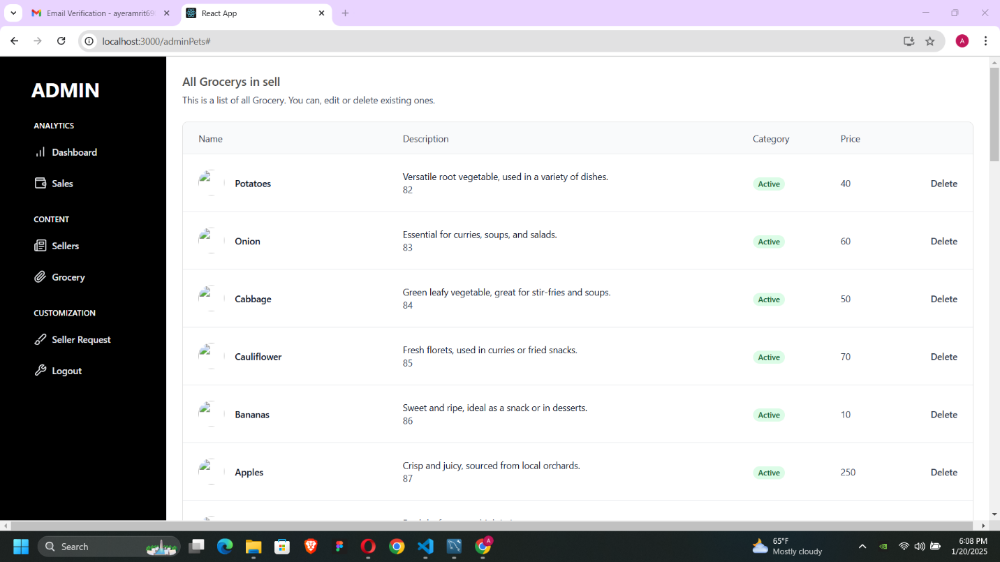 Email Verification - ayeramrit69
React App
localhost:3000/adminPets#
A
ADMIN
ANALYTICS
Dashboard
Sales
CONTENT
Sellers
Grocery
CUSTOMIZATION
Seller Request
Logout
All Grocerys in sell
This is a list of all Grocery. You can, edit or delete existing ones.
Name Description Category Price
Potatoes Versatile root vegetable, used in a variety of dishes. Active 40 Delete
82
Onion Essential for curries, soups, and salads. Active 60 Delete
83
Cabbage Green leafy vegetable, great for stir-fries and soups. Active 50 Delete
84
Cauliflower Fresh florets, used in curries or fried snacks. Active 70 Delete
85
Bananas Sweet and ripe, ideal as a snack or in desserts. Active 10 Delete
86
Apples Crisp and juicy, sourced from local orchards. Active 250 Delete
87
Search
A
65°F
Mostly cloudy
6:08 PM
1/20/2025